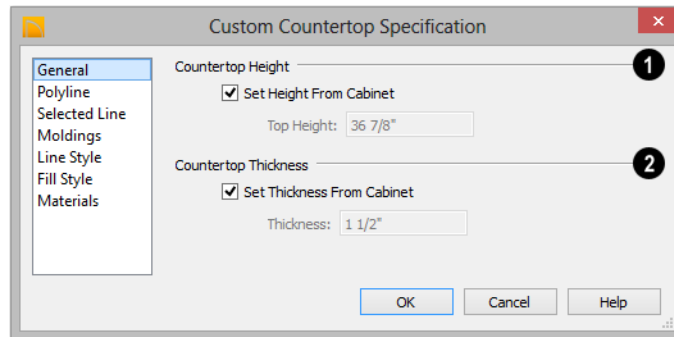 Custom Countertop Specification
General
Polyline
Selected Line
Moldings
Line Style
Fill Style
Materials
Countertop Height
1
Set Height From Cabinet
Top Height: 36 7/8"
Countertop Thickness
2
Set Thickness From Cabinet
Thickness: 1 1/2"
OK Cancel Help